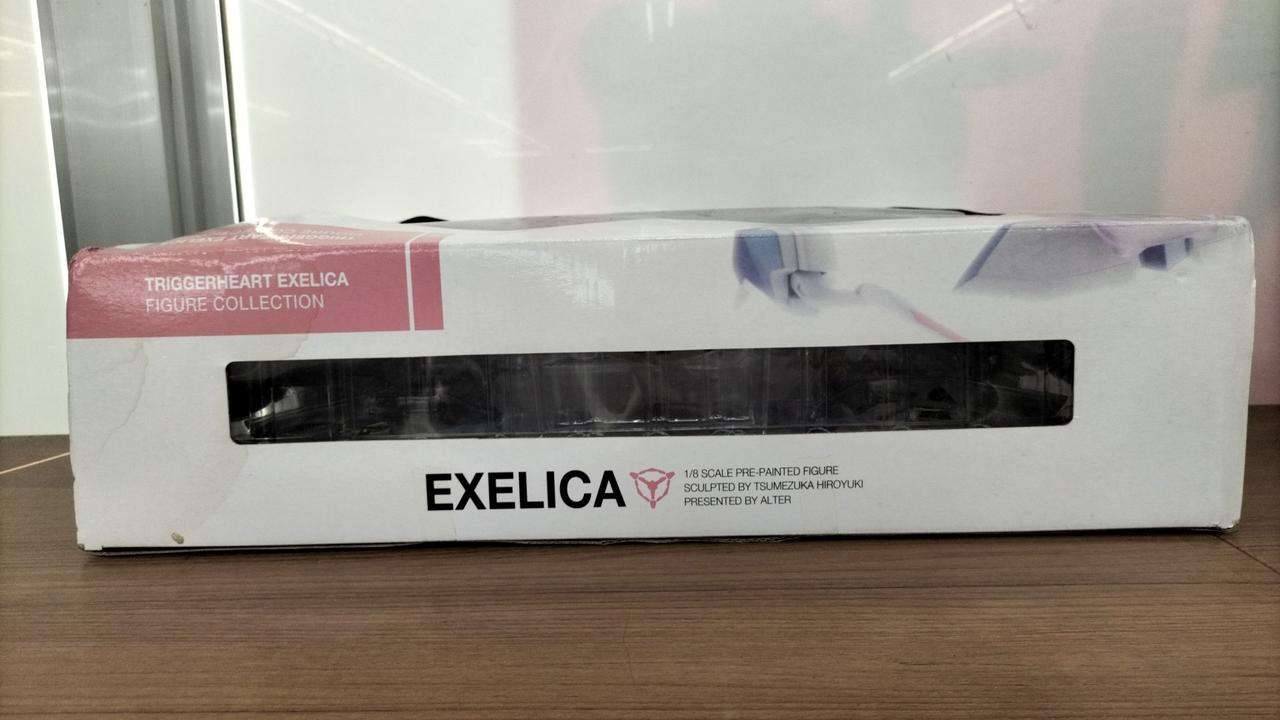 TRIGGERHEART EXELICA
FIGURE COLLECTION
EXELICA
1/8 SCALE PRE-PAINTED FIGURE
SCULPTED BY TSUMEZUKA HIROYUKI
PRESENTED BY ALTER